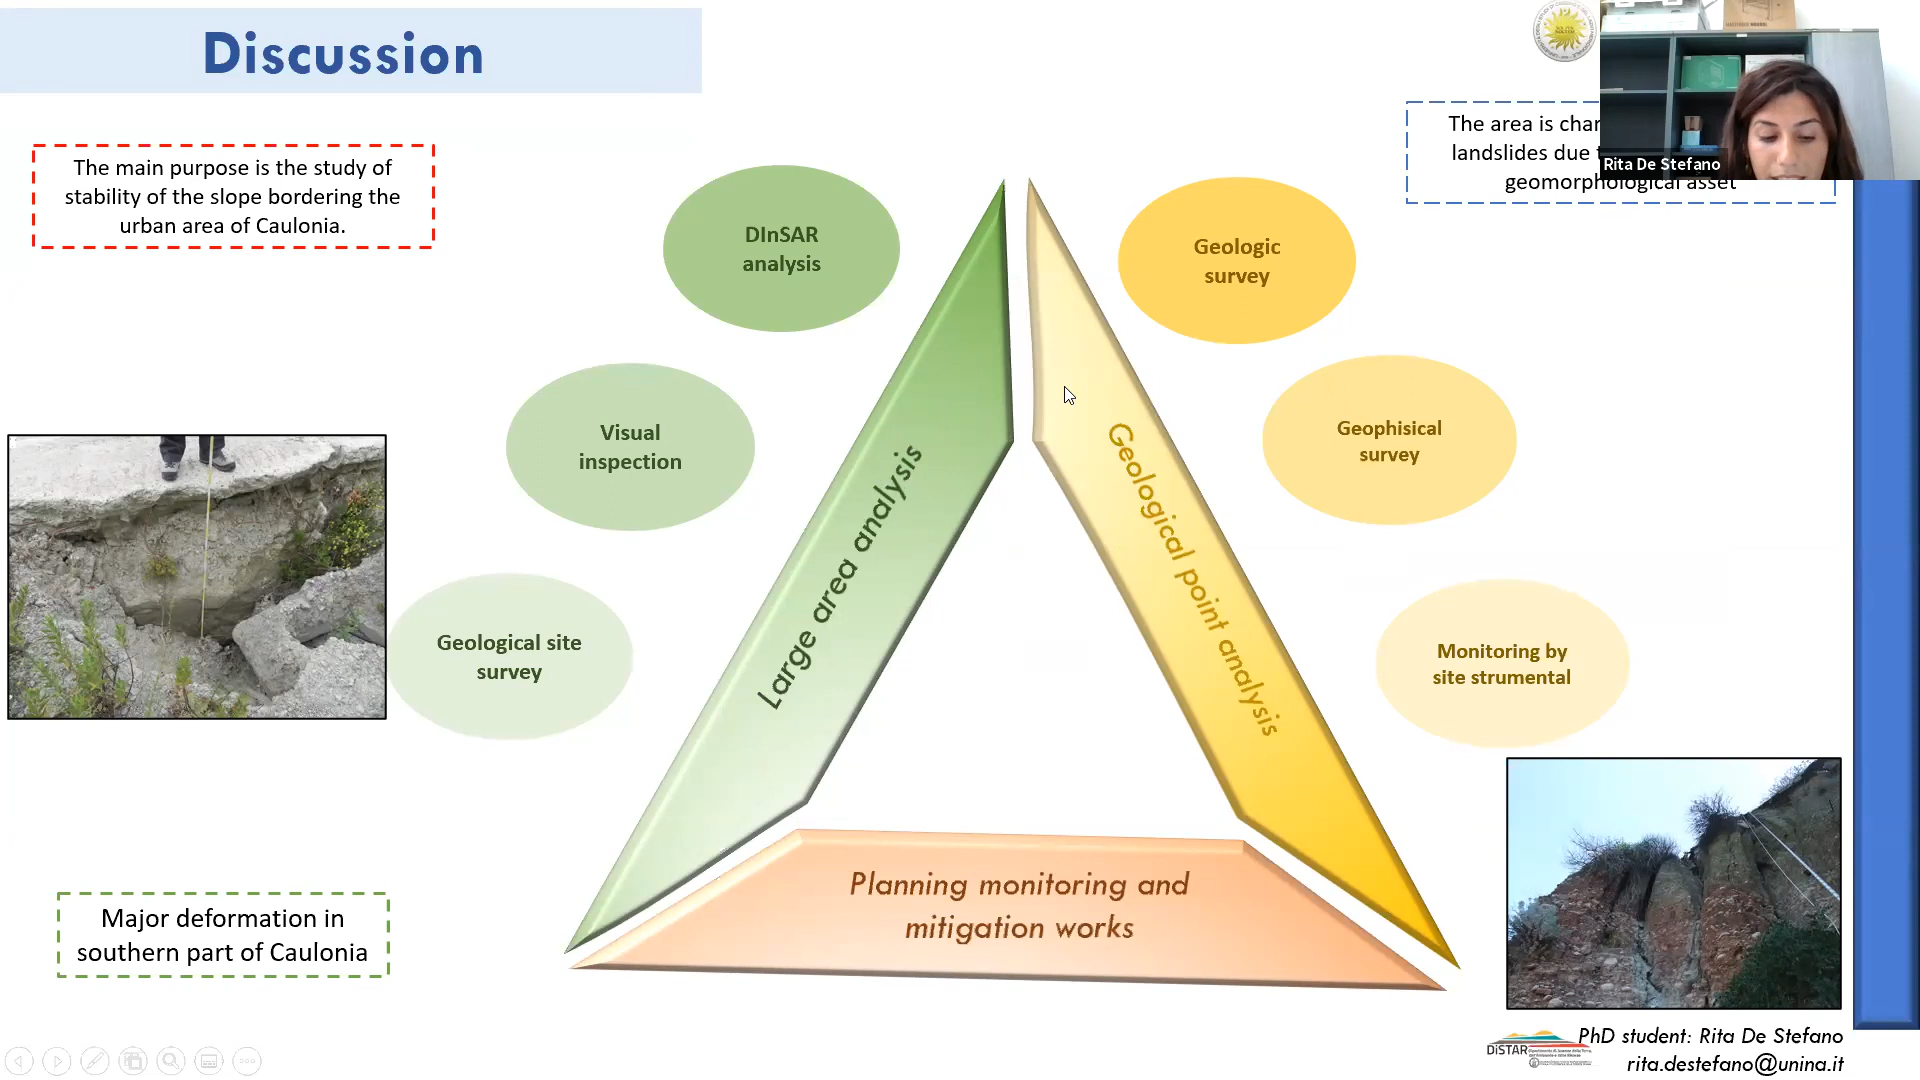 Discussion
The main purpose is the study of
stability of the slope bordering the
urban area of Caulonia.
The area is char
landslides due
geomorphological asset
Rita De Stefano
DInSAR
analysis
Visual
inspection
Geological site
survey
Large area analysis
Geologic
survey
Geophisical
survey
Monitoring by
site strumental
Geological point analysis
Planning monitoring and
mitigation works
Major deformation in
southern part of Caulonia
DiSTAR
PhD student: Rita De Stefano
rita.destefano@unina.it